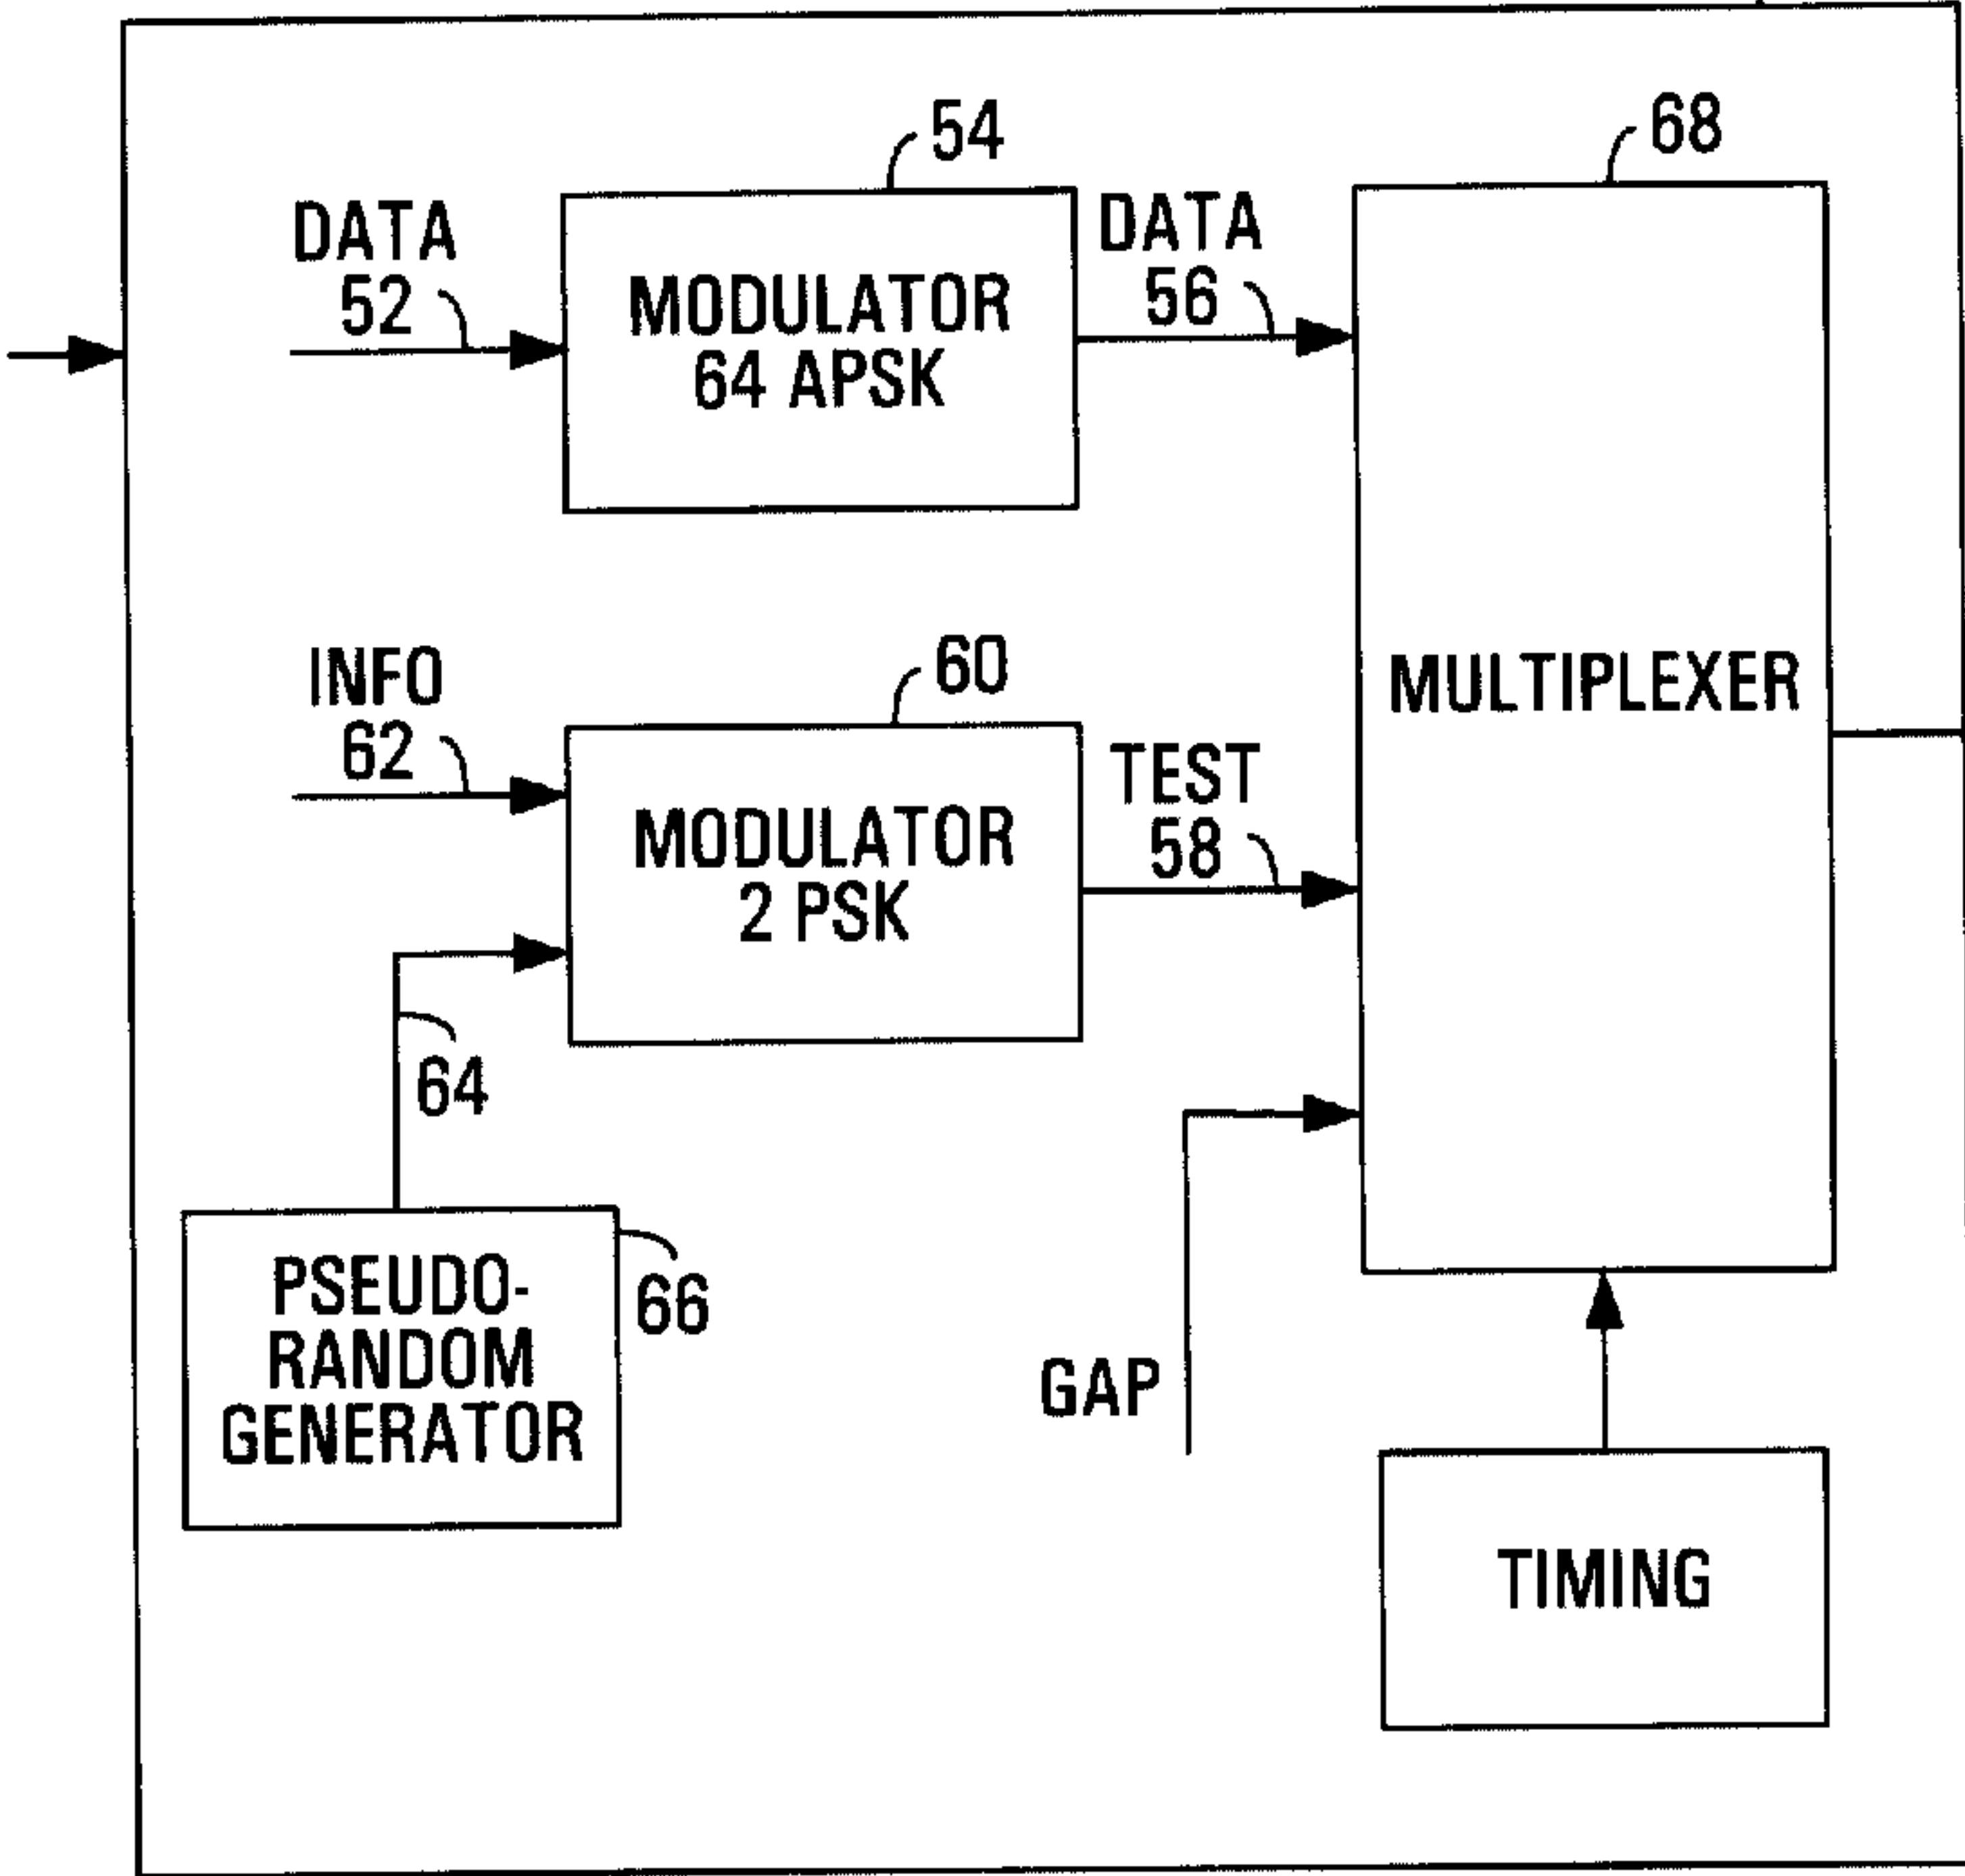 54
68
DATA
52
MODULATOR
64 APSK
DATA
56
INFO
62
60
MODULATOR
2 PSK
TEST
58
MULTIPLEXER
64
PSEUDO-
RANDOM
GENERATOR
66
GAP
TIMING